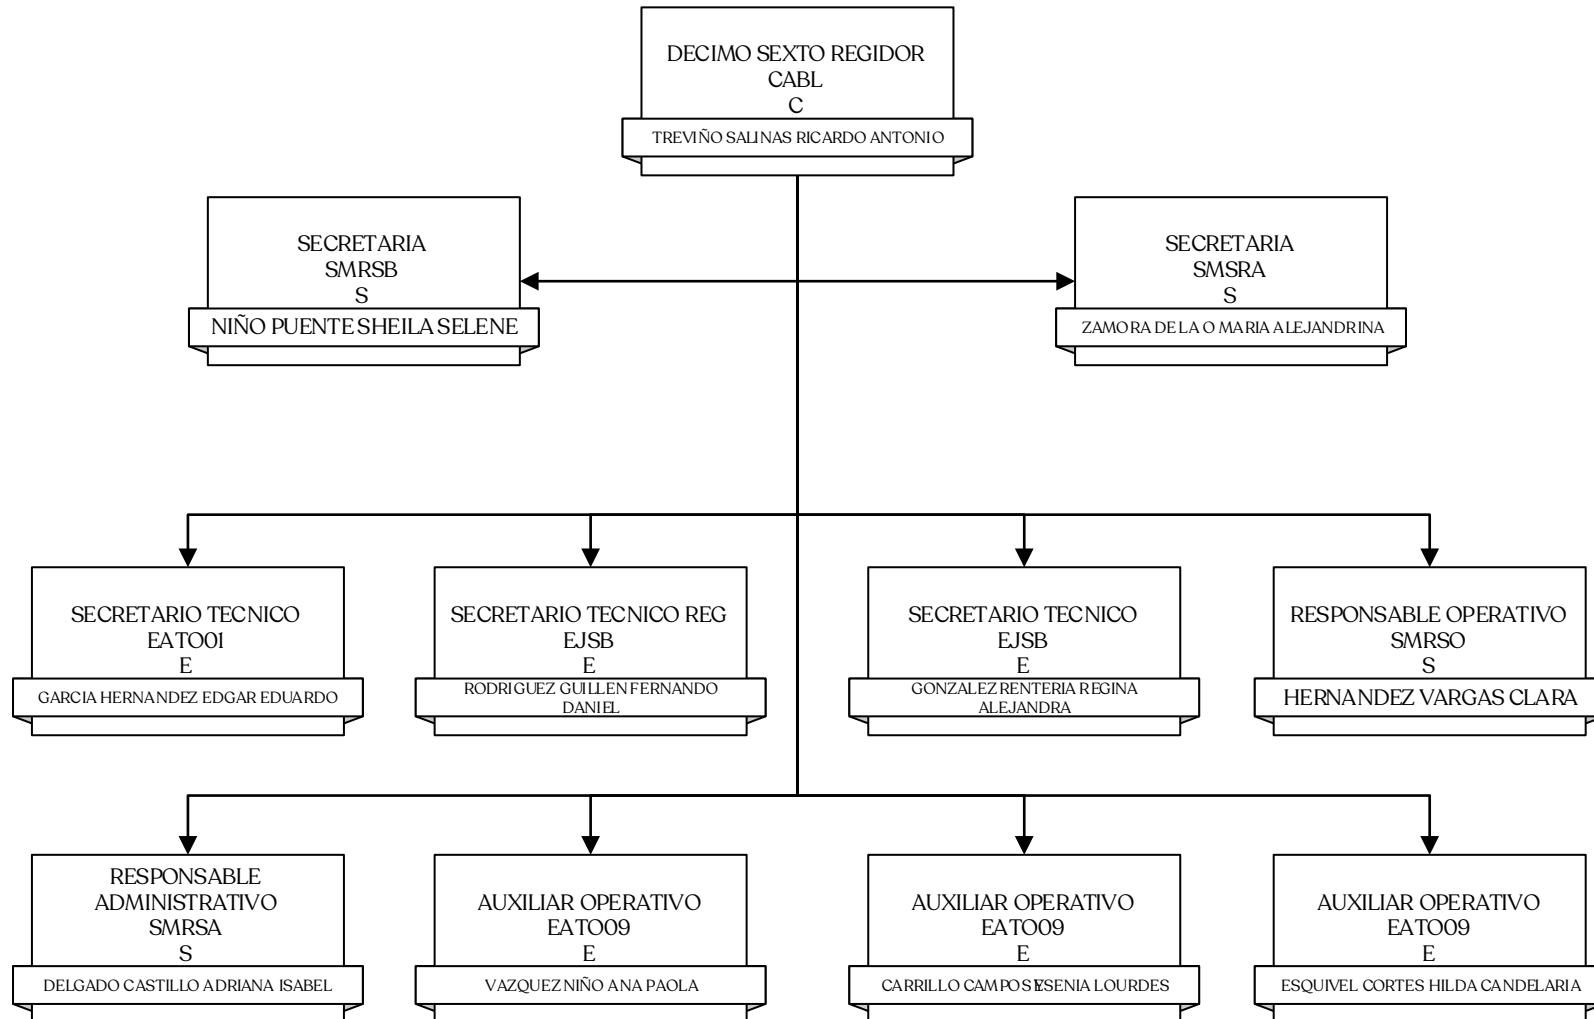 DECIMO SEXTO REGIDOR
CABL
C
TREVIÑO SALINAS RICARDO ANTONIO
SECRETARIA
SMRSB
S
NIÑO PUENTE SHEILA SELENE
SECRETARIA
SMSRA
S
ZAMORA DE LA O MARIA ALEJANDRINA
SECRETARIO TECNICO
EATO01
E
GARCIA HERNANDEZ EDGAR EDUARDO
SECRETARIO TECNICO REG
EJSB
E
RODRIGUEZ GUILLEN FERNANDO
DANIEL
SECRETARIO TECNICO
EJSB
E
GONZALEZ RENTERIA REGINA
ALEJANDRA
RESPONSABLE OPERATIVO
SMRSO
S
HERNANDEZ VARGAS CLARA
RESPONSABLE
ADMINISTRATIVO
SMRSA
S
DELGADO CASTILLO ADRIANA ISABEL
AUXILIAR OPERATIVO
EATO09
E
VAZQUEZ NIÑO ANA PAOLA
AUXILIAR OPERATIVO
EATO09
E
CARRILLO CAMPOS YESENIA LOURDES
AUXILIAR OPERATIVO
EATO09
E
ESQUIVEL CORTES HILDA CANDELARIA